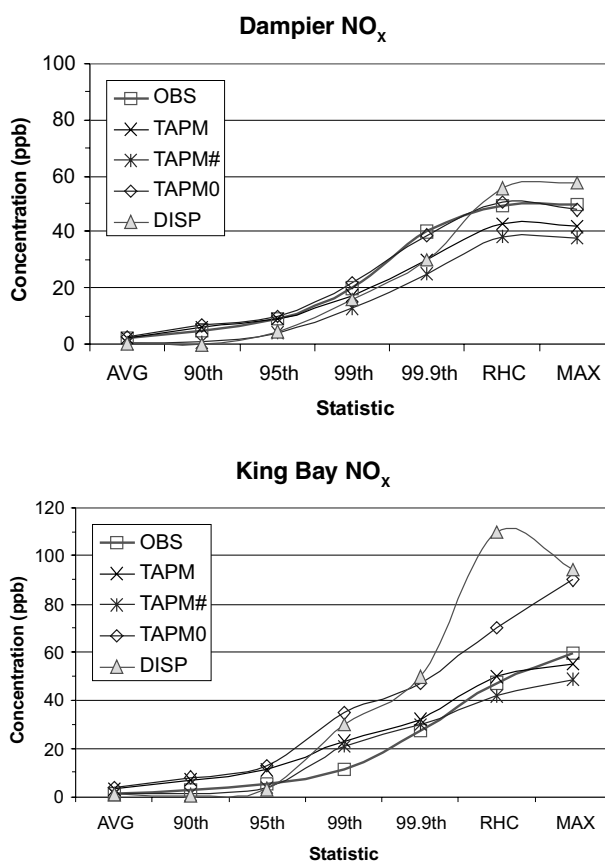 Dampier NOx
Concentration (ppb)
100
80
60
40
20
0
OBS
TAPM
TAPM#
TAPM0
DISP
AVG 90th 95th 99th 99.9th RHC MAX
Statistic
King Bay NOx
Concentration (ppb)
120
100
80
60
40
20
0
OBS
TAPM
TAPM#
TAPM0
DISP
AVG 90th 95th 99th 99.9th RHC MAX
Statistic